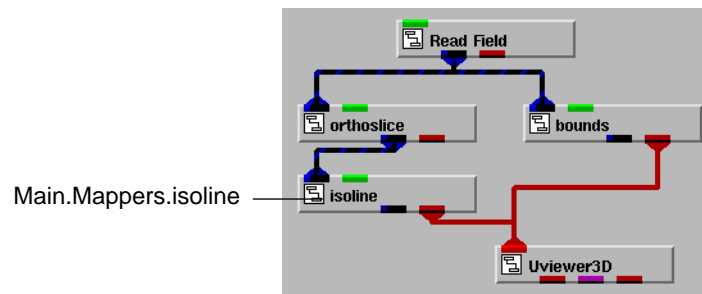 Read Field
orthoslice
bounds
Main.Mappers.isoline
isoline
Uviewer3D